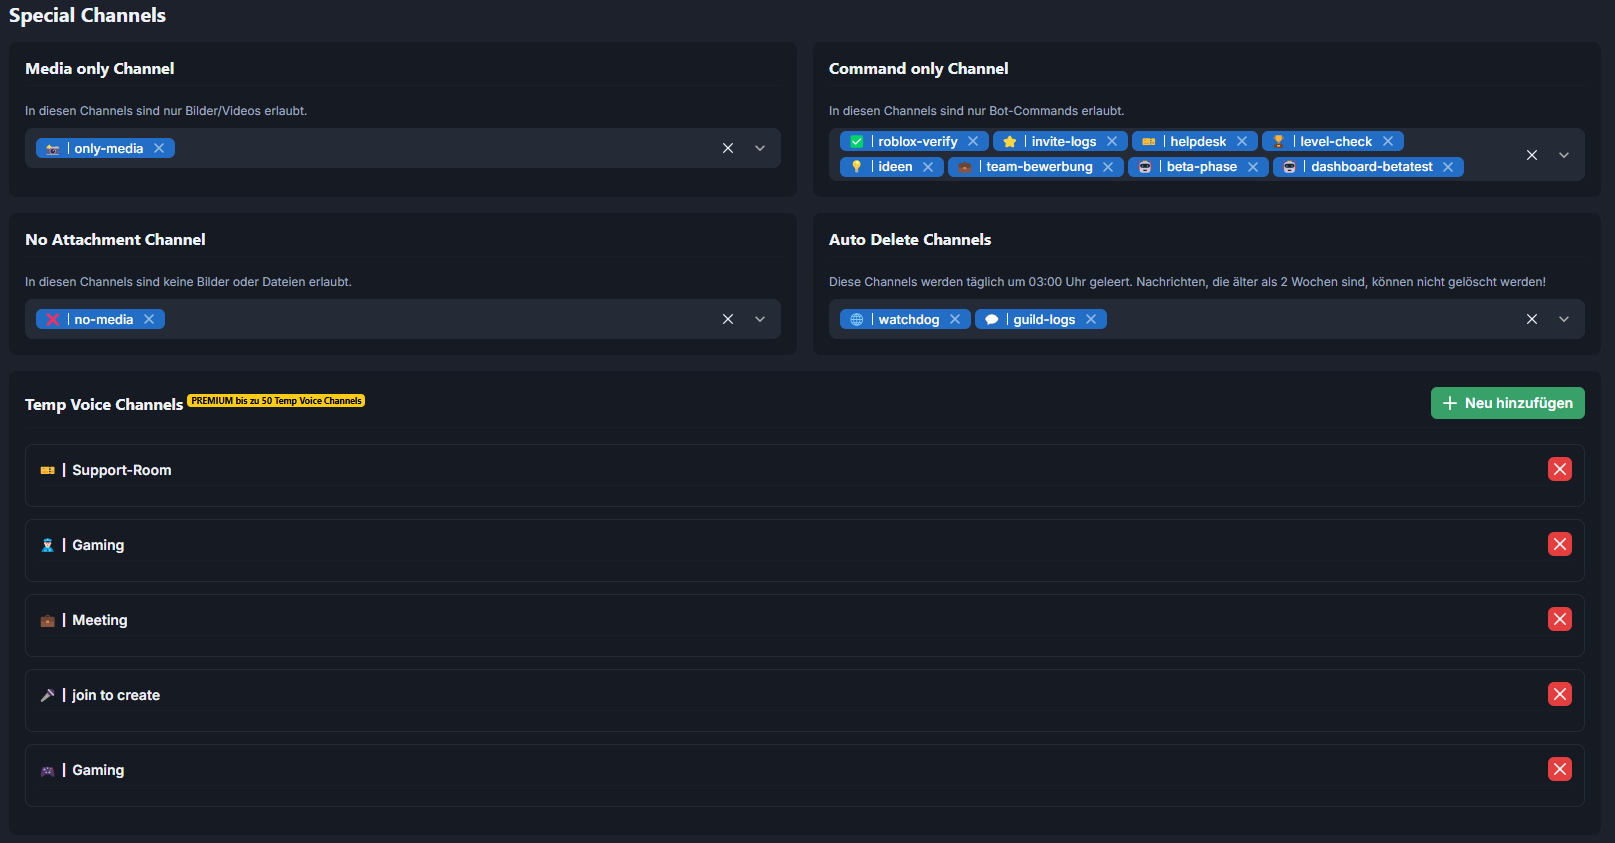 Special Channels
Media only Channel
In diesen Channels sind nur Bilder/Videos erlaubt.
📸 | only-media
Command only Channel
In diesen Channels sind nur Bot-Commands erlaubt.
✅ | roblox-verify ⭐ | invite-logs 🎫 | helpdesk 🏆 | level-check
💡 | ideen 💼 | team-bewerbung 🤖 | beta-phase 🤖 | dashboard-betatest
No Attachment Channel
In diesen Channels sind keine Bilder oder Dateien erlaubt.
❌ | no-media
Auto Delete Channels
Diese Channels werden täglich um 03:00 Uhr geleert. Nachrichten, die älter als 2 Wochen sind, können nicht gelöscht werden!
🌐 | watchdog 💬 | guild-logs
Temp Voice Channels PREMIUM bis zu 50 Temp Voice Channels
+ Neu hinzufügen
🎫 | Support-Room
| Gaming
💼 | Meeting
🎤 | join to create
🎮 | Gaming